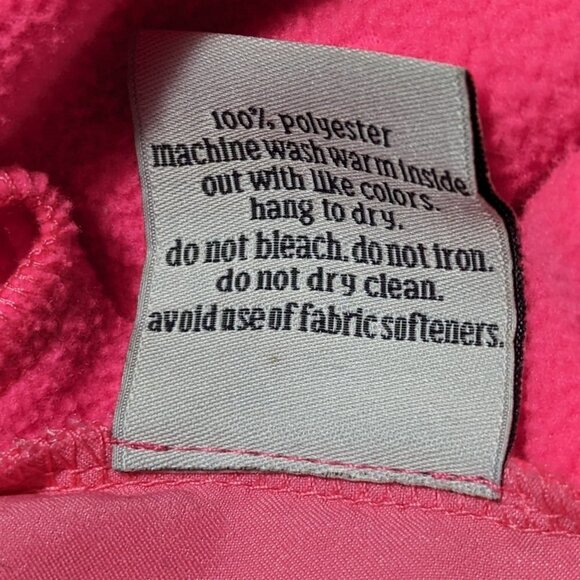 100% polyester
machine wash warm inside
out with like colors.
hang to dry.
do not bleach. do not iron.
do not dry clean.
avoid use of fabric softeners.